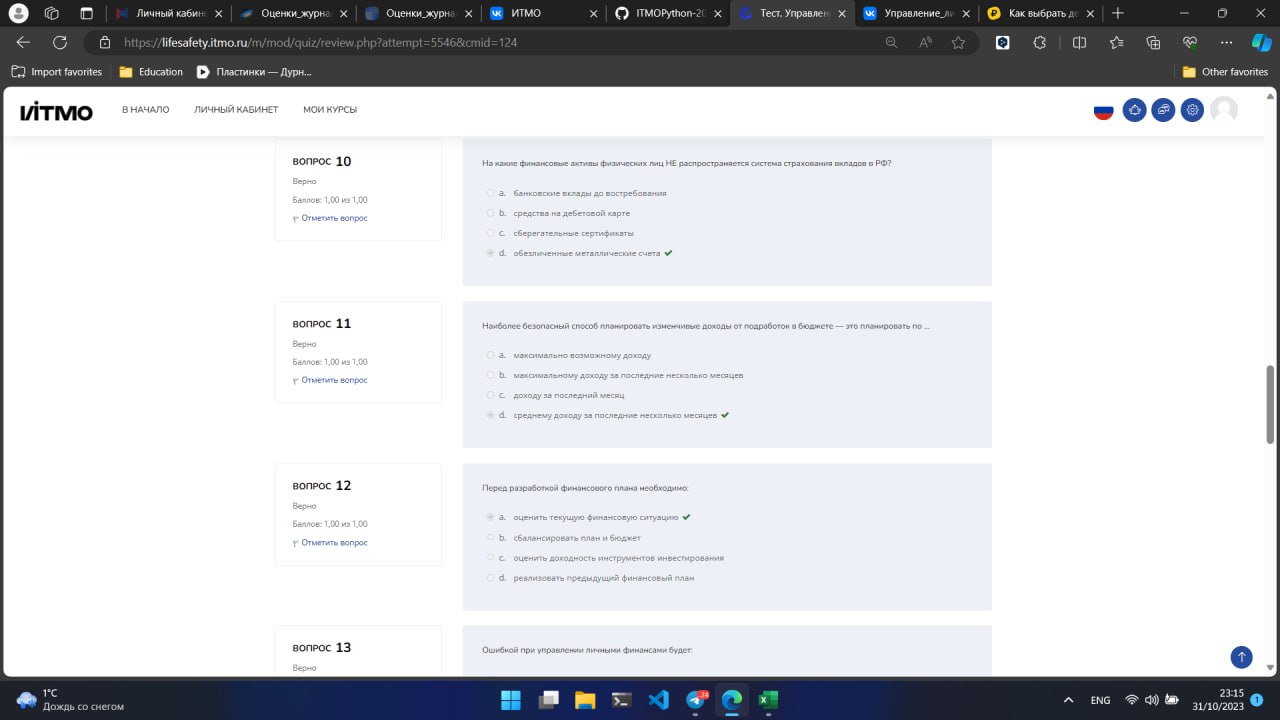 Личный кабин
Оценки_журна
Оценки_журна
ИТМО
ITMOPython-20
Тест. Управлен
Управление_ли
Как выбрать де
https://lifesafety.itmo.ru/m/mod/quiz/review.php?attempt=5546&cmid=124
Import favorites
Education
Пластинки — Дурн...
Other favorites
ИТМО
В НАЧАЛО
ЛИЧНЫЙ КАБИНЕТ
МОИ КУРСЫ
ВОПРОС 10
Верно
Баллов: 1,00 из 1,00
Отметить вопрос
На какие финансовые активы физических лиц НЕ распространяется система страхования вкладов в РФ?
a. банковские вклады до востребования
b. средства на дебетовой карте
c. сберегательные сертификаты
d. обезличенные металлические счета
ВОПРОС 11
Верно
Баллов: 1,00 из 1,00
Отметить вопрос
Наиболее безопасный способ планировать изменчивые доходы от подработок в бюджете — это планировать по ...
a. максимально возможному доходу
b. максимальному доходу за последние несколько месяцев
c. доходу за последний месяц
d. среднему доходу за последние несколько месяцев
ВОПРОС 12
Верно
Баллов: 1,00 из 1,00
Отметить вопрос
Перед разработкой финансового плана необходимо:
a. оценить текущую финансовую ситуацию
b. сбалансировать план и бюджет
c. оценить доходность инструментов инвестирования
d. реализовать предыдущий финансовый план
ВОПРОС 13
Верно
Ошибкой при управлении личными финансами будет:
1°C
Дождь со снегом
ENG
23:15
31/10/2023